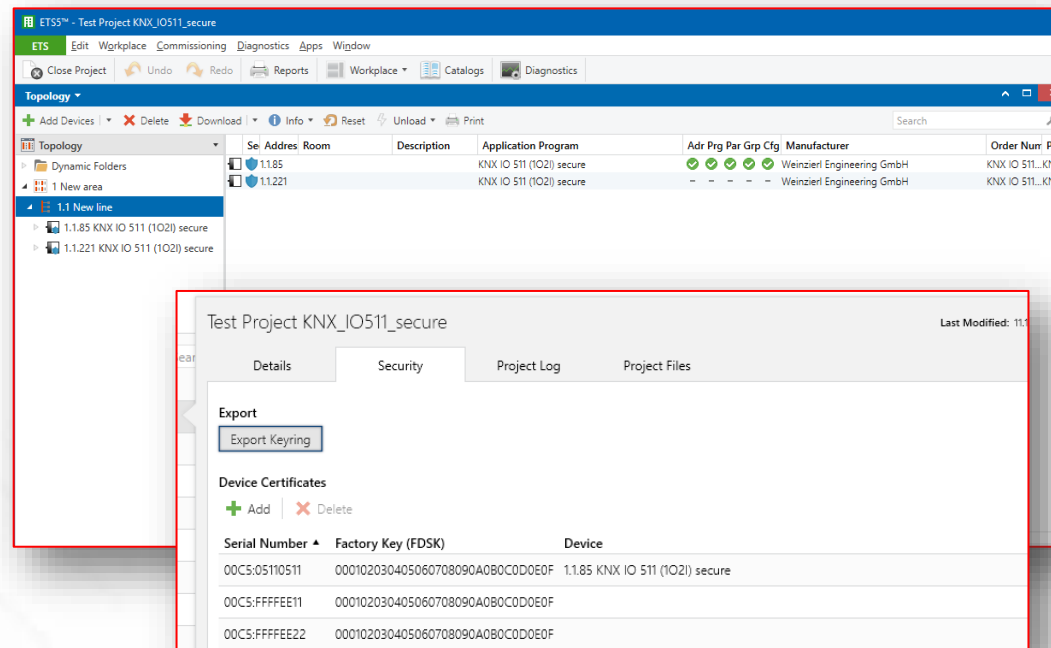 ETS5™ - Test Project KNX_IO511_secure
ETS Edit Workplace Commissioning Diagnostics Apps Window
Close Project Undo Redo Reports Workplace Catalogs Diagnostics
Topology
Add Devices Delete Download Info Reset Unload Print Search
Topology Se Addres Room Description Application Program Adr Prg Par Grp Cfg Manufacturer Order Num P
Dynamic Folders 1.1.85 KNX IO 511 (1O2I) secure Weinzierl Engineering GmbH KNX IO 511...KN
1 New area 1.1.221 KNX IO 511 (1O2I) secure - - - - - Weinzierl Engineering GmbH KNX IO 511...KN
1.1 New line
1.1.85 KNX IO 511 (1O2I) secure
1.1.221 KNX IO 511 (1O2I) secure
Test Project KNX_IO511_secure Last Modified: 11.1
ear
Details Security Project Log Project Files
Export
Export Keyring
Device Certificates
Add Delete
Serial Number Factory Key (FDSK) Device
00C5:05110511 000102030405060708090A0B0C0D0E0F 1.1.85 KNX IO 511 (1O2I) secure
00C5:FFFFEE11 000102030405060708090A0B0C0D0E0F
00C5:FFFFEE22 000102030405060708090A0B0C0D0E0F